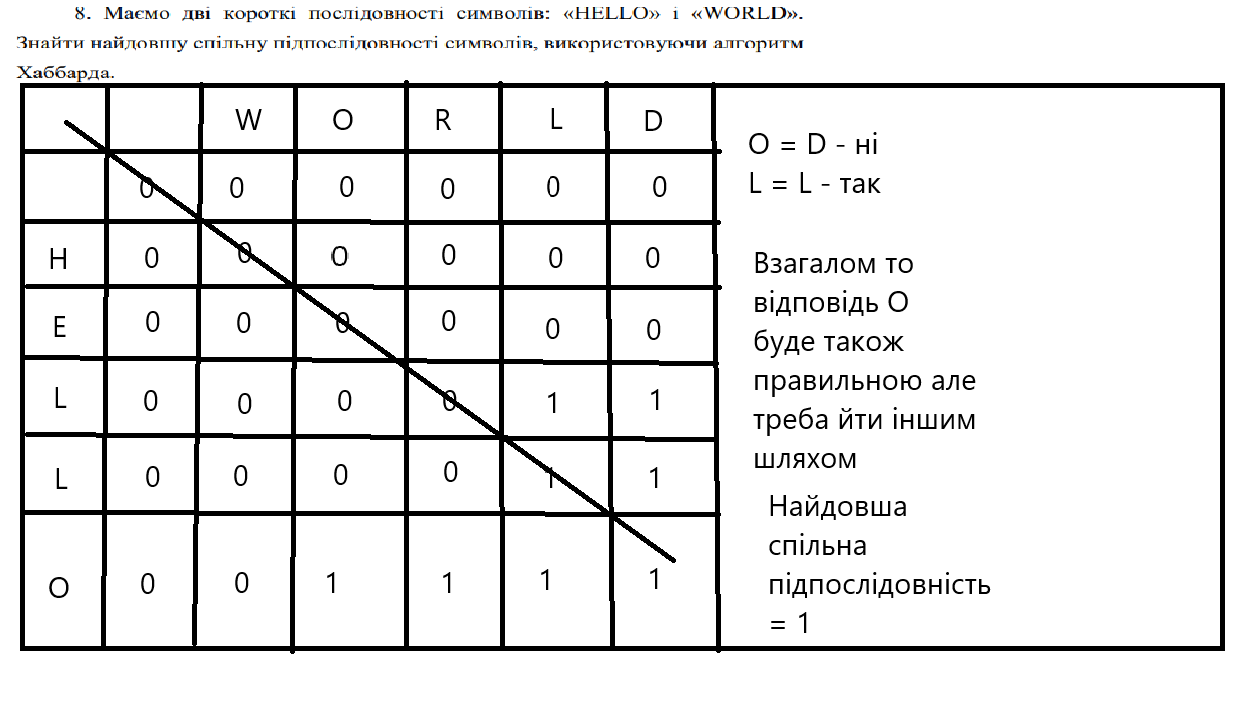 8. Маємо дві короткі послідовності символів: «HELLO» і «WORLD».
Знайти найдовшу спільну підпослідовності символів, використовуючи алгоритм
Хаббарда.
W O R L D
0 0 0 0 0 0
H 0 0 0 0 0 0
E 0 0 0 0 0 0
L 0 0 0 0 1 1
L 0 0 0 0 1 1
O 0 0 1 1 1 1
O = D - ні
L = L - так
Взагалом то
відповідь О
буде також
правильною але
треба йти іншим
шляхом
Найдовша
спільна
підпослідовність
= 1